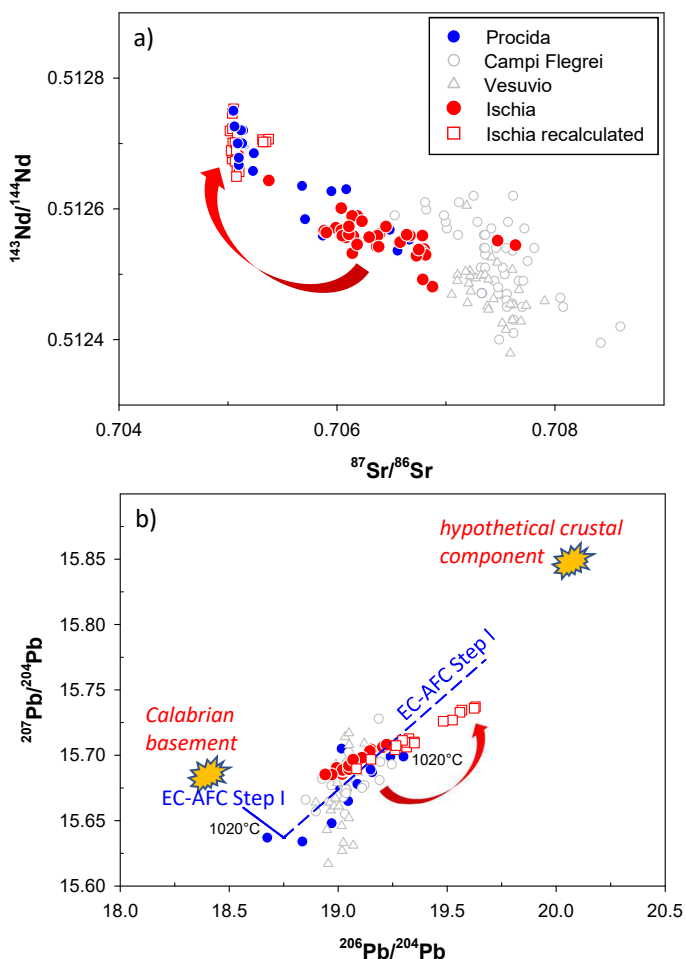 a)
Procida
Campi Flegrei
Vesuvio
Ischia
Ischia recalculated
0.5128
0.5126
0.5124
¹⁴³Nd/¹⁴⁴Nd
0.704 0.706 0.708
⁸⁷Sr/⁸⁶Sr
b)
hypothetical crustal
component
15.85
15.80
15.75
15.70
15.65
15.60
²⁰⁷Pb/²⁰⁴Pb
EC-AFC Step I
Calabrian
basement
1020°C
EC-AFC Step I
1020°C
18.0 18.5 19.0 19.5 20.0 20.5
²⁰⁶Pb/²⁰⁴Pb